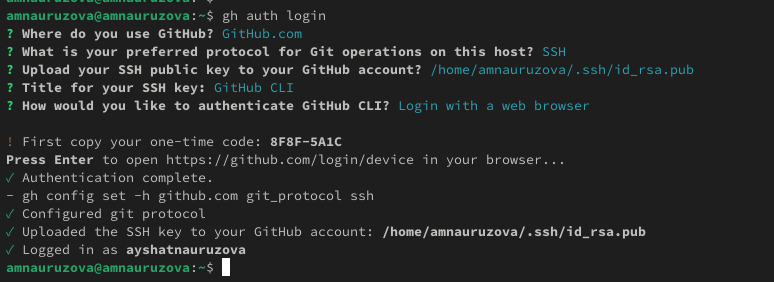 amnauruzova@amnauruzova:~$ gh auth login
? Where do you use GitHub? GitHub.com
? What is your preferred protocol for Git operations on this host? SSH
? Upload your SSH public key to your GitHub account? /home/amnauruzova/.ssh/id_rsa.pub
? Title for your SSH key: GitHub CLI
? How would you like to authenticate GitHub CLI? Login with a web browser
! First copy your one-time code: 8F8F-5A1C
Press Enter to open https://github.com/login/device in your browser...
✓ Authentication complete.
- gh config set -h github.com git_protocol ssh
✓ Configured git protocol
✓ Uploaded the SSH key to your GitHub account: /home/amnauruzova/.ssh/id_rsa.pub
✓ Logged in as ayshatnauruzova
amnauruzova@amnauruzova:~$